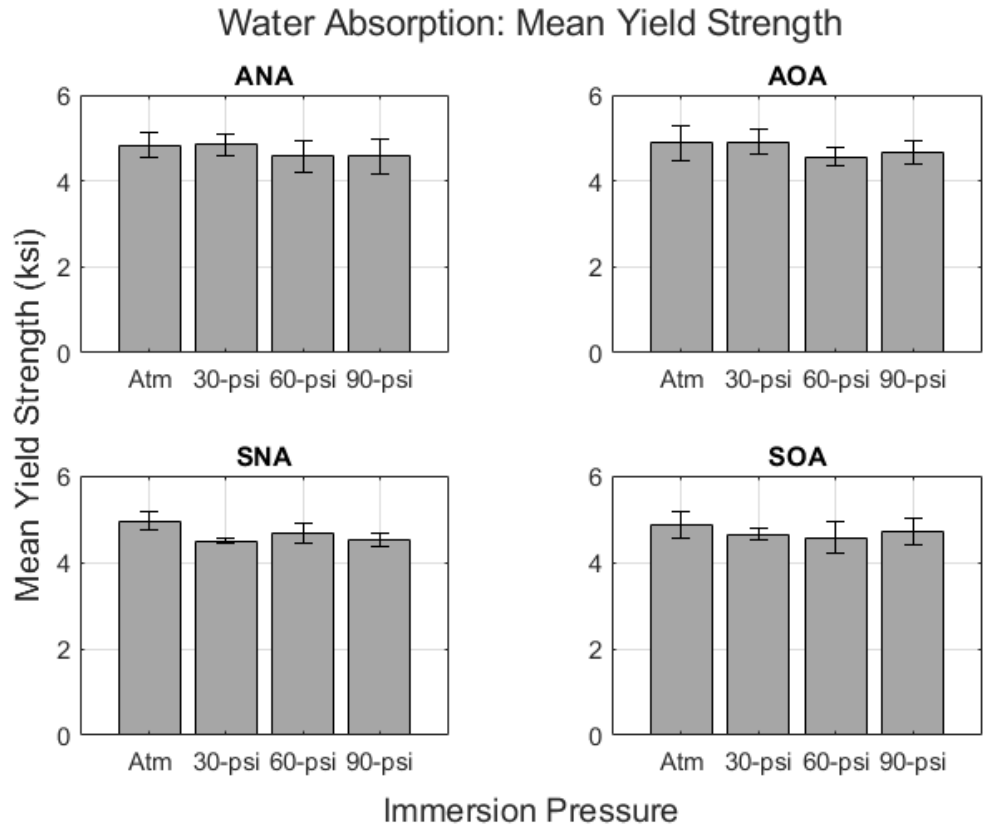 Water Absorption: Mean Yield Strength
ANA
6
4
2
0
Atm 30-psi 60-psi 90-psi
AOA
6
4
2
0
Atm 30-psi 60-psi 90-psi
Mean Yield Strength (ksi)
SNA
6
4
2
0
Atm 30-psi 60-psi 90-psi
SOA
6
4
2
0
Atm 30-psi 60-psi 90-psi
Immersion Pressure